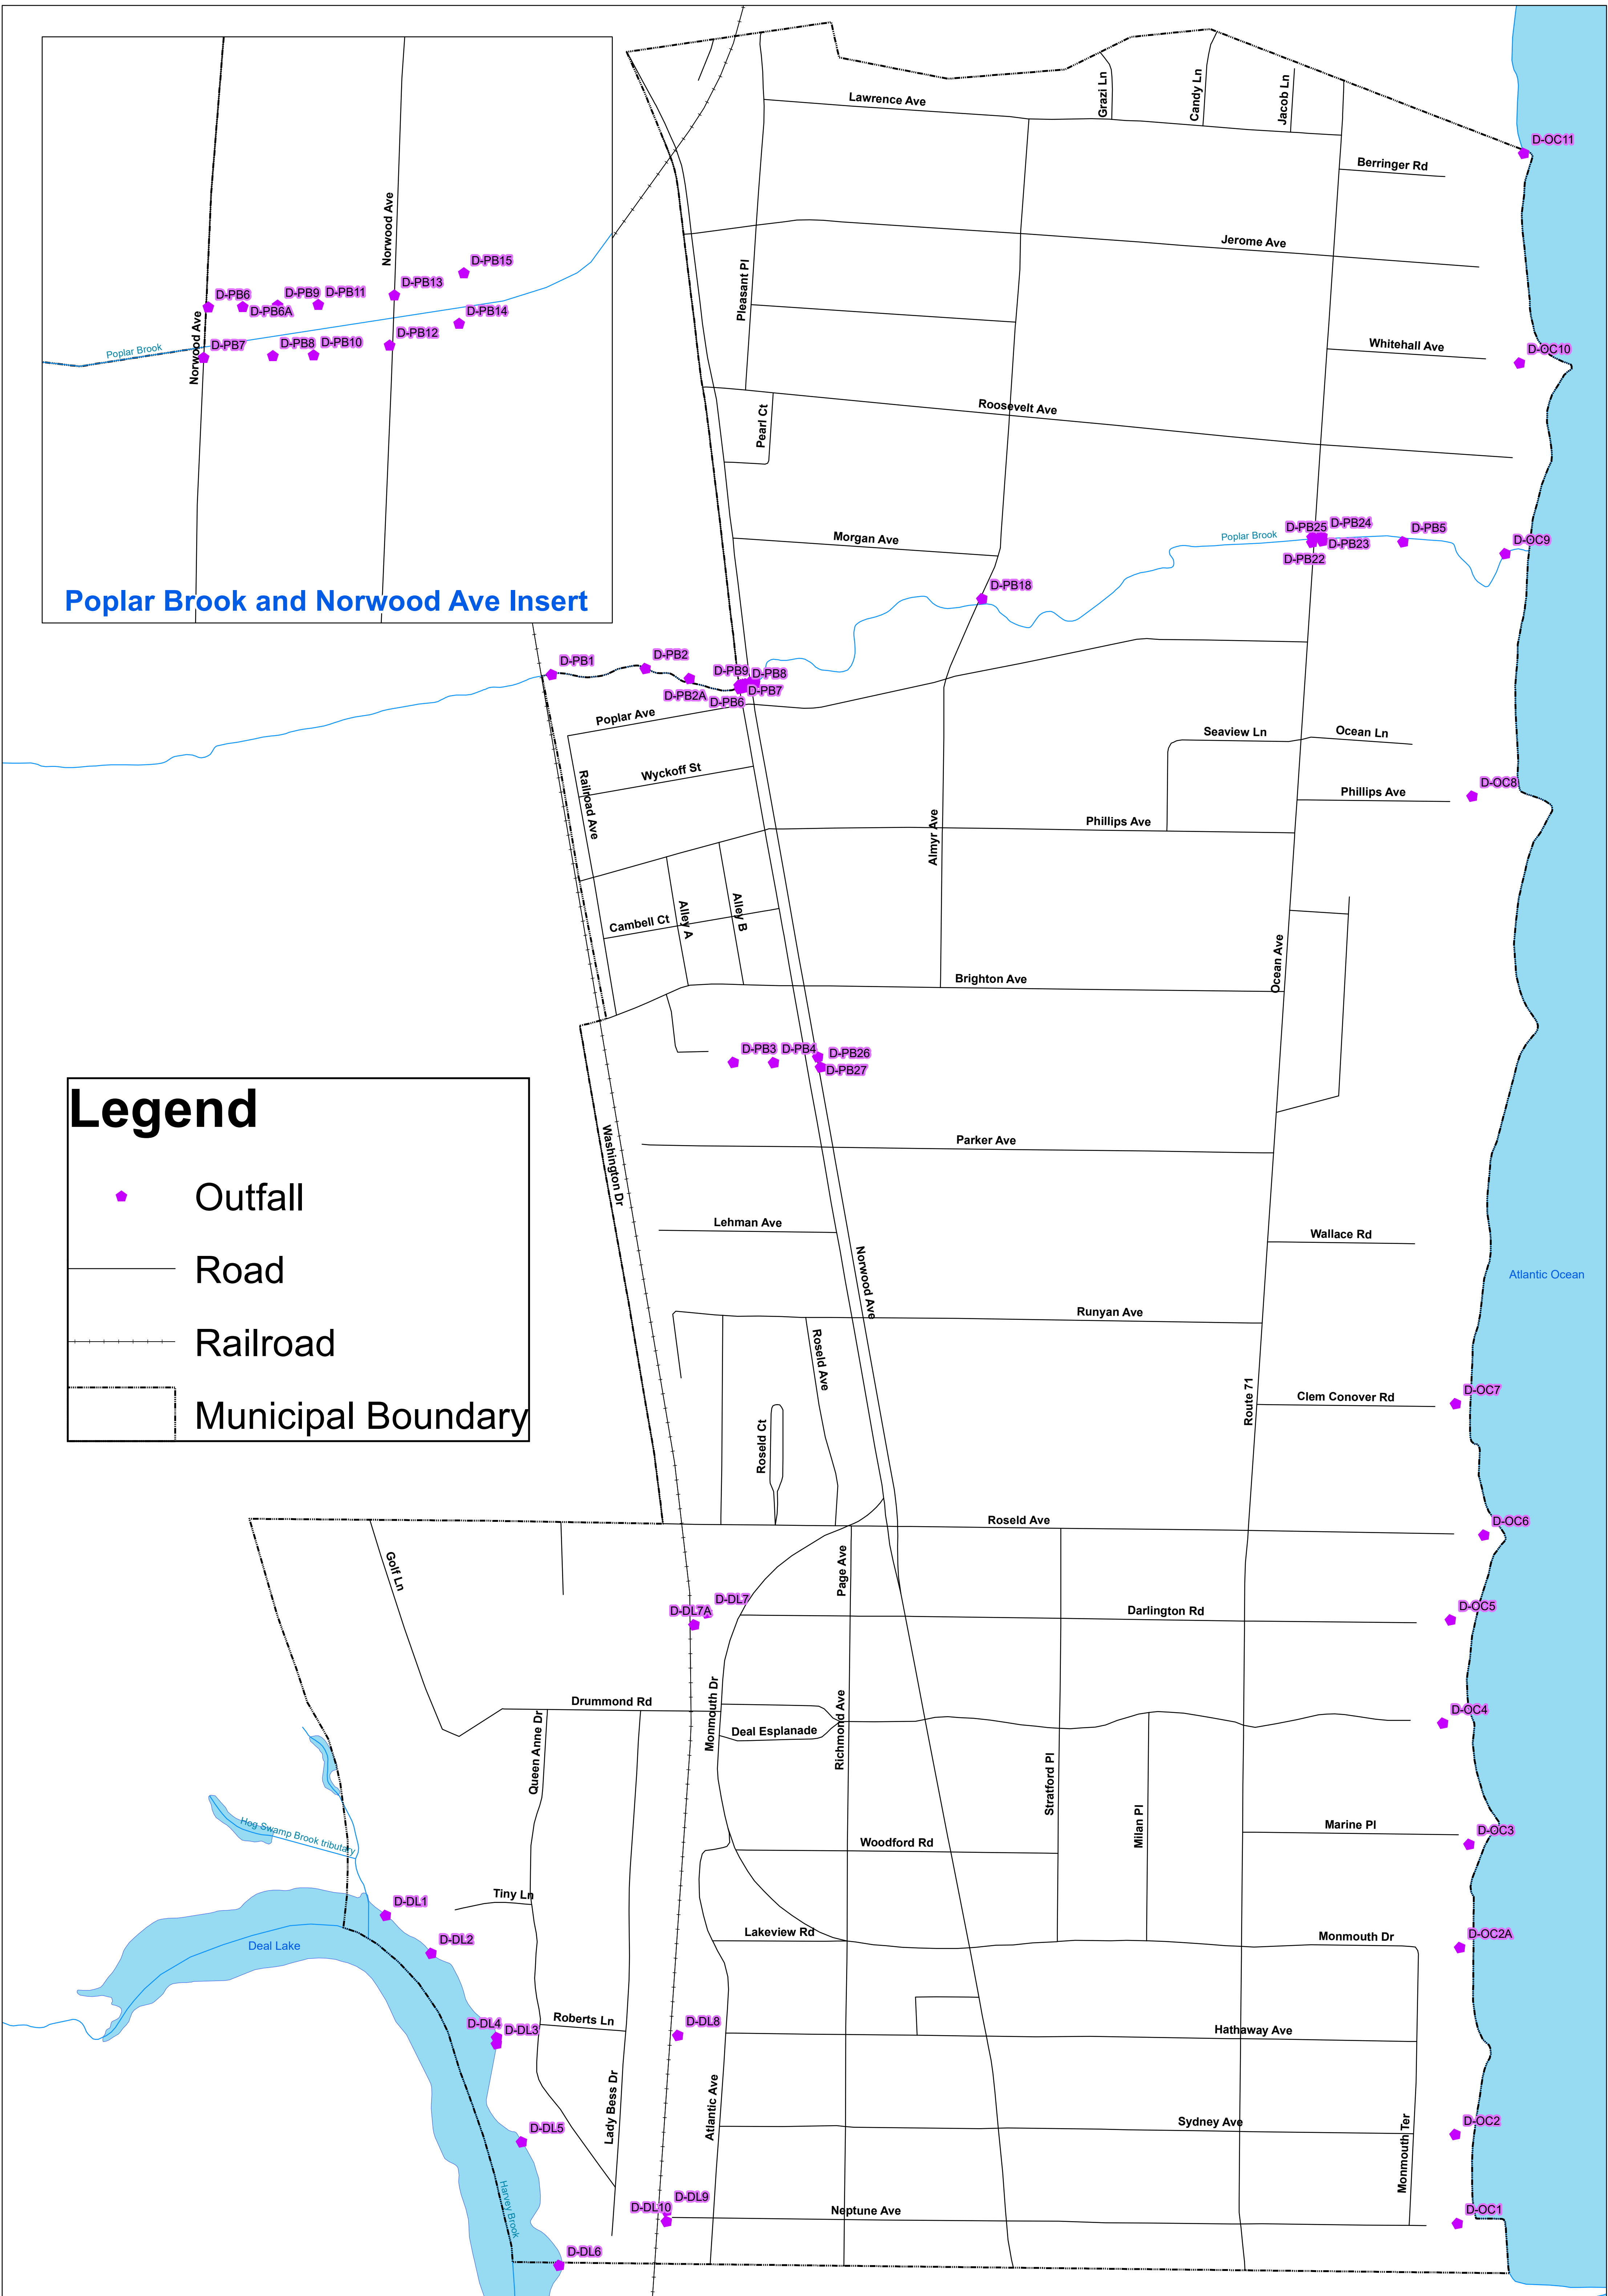 Lawrence Ave
Grazi Ln
Candy Ln
Jacob Ln
D-OC11
Berringer Rd
Jerome Ave
Pleasant Pl
Norwood Ave
D-PB15
D-PB6
D-PB9
D-PB11
D-PB13
D-PB6A
D-PB14
Norwood Ave
D-PB12
Poplar Brook
D-PB7
D-PB8
D-PB10
Poplar Brook and Norwood Ave Insert
Whitehall Ave
D-OC10
Roosevelt Ave
Pearl Ct
Morgan Ave
Poplar Brook
D-PB25
D-PB24
D-PB5
D-PB23
D-PB22
D-OC9
D-PB18
D-PB1
D-PB2
D-PB9
D-PB8
D-PB2A
D-PB7
D-PB6
Poplar Ave
Seaview Ln
Ocean Ln
Wyckoff St
Railroad Ave
D-OC8
Phillips Ave
Phillips Ave
Almyr Ave
Cambell Ct
Alley A
Alley B
Ocean Ave
Brighton Ave
D-PB3
D-PB4
D-PB26
D-PB27
Legend
Outfall
Road
Railroad
Municipal Boundary
Washington Dr
Parker Ave
Lehman Ave
Wallace Rd
Norwood Ave
Atlantic Ocean
Runyan Ave
Roseld Ave
Route 71
Clem Conover Rd
D-OC7
Roseld Ct
Roseld Ave
D-OC6
Golf Ln
Page Ave
D-DL7
D-DL7A
Darlington Rd
D-OC5
Drummond Rd
Monmouth Dr
Deal Esplanade
Richmond Ave
D-OC4
Queen Anne Dr
Stratford Pl
Milan Pl
Marine Pl
D-OC3
Hog Swamp Brook tributary
Woodford Rd
Tiny Ln
D-DL1
Lakeview Rd
Monmouth Dr
D-OC2A
Deal Lake
D-DL2
D-DL4
D-DL3
Roberts Ln
D-DL8
Hathaway Ave
Lady Bess Dr
Atlantic Ave
D-DL5
Sydney Ave
D-OC2
Monmouth Ter
Harvey Brook
D-DL9
D-DL10
Neptune Ave
D-OC1
D-DL6